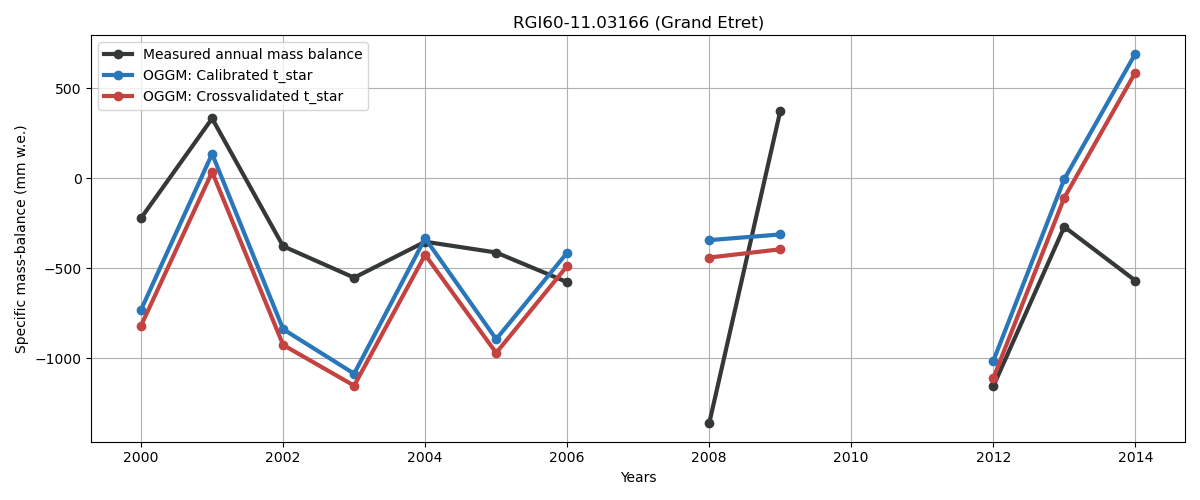 RGI60-11.03166 (Grand Etret)
Measured annual mass balance
OGGM: Calibrated t_star
OGGM: Crossvalidated t_star
Specific mass-balance (mm w.e.)
500
0
−500
−1000
2000 2002 2004 2006 2008 2010 2012 2014
Years